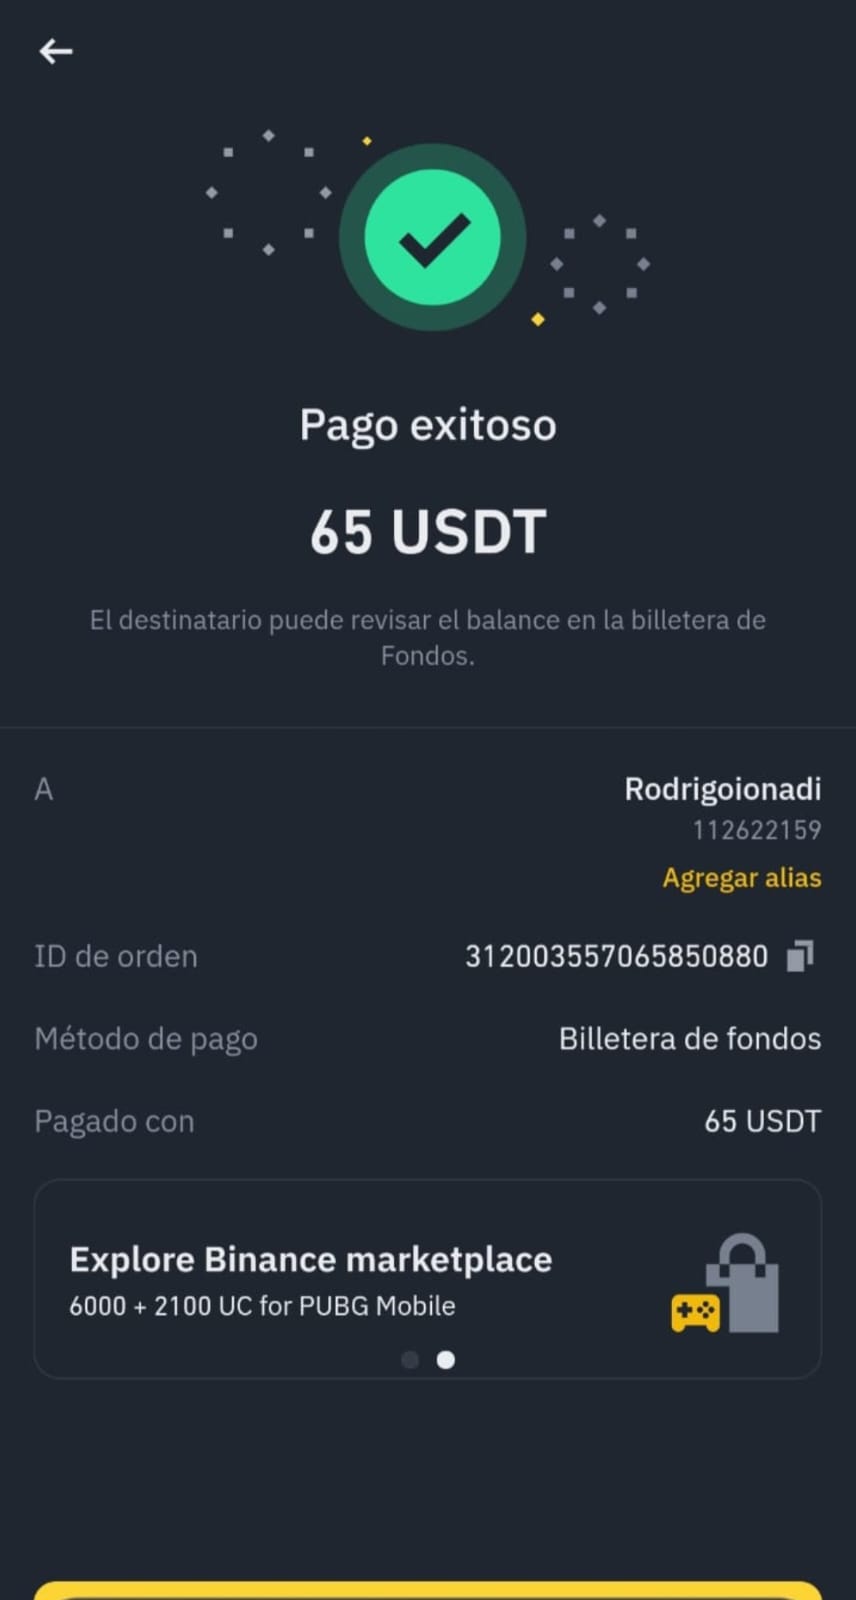 Pago exitoso
65 USDT
El destinatario puede revisar el balance en la billetera de
Fondos.
A
Rodrigoionadi
112622159
Agregar alias
ID de orden 312003557065850880
Método de pago Billetera de fondos
Pagado con 65 USDT
Explore Binance marketplace
6000 + 2100 UC for PUBG Mobile